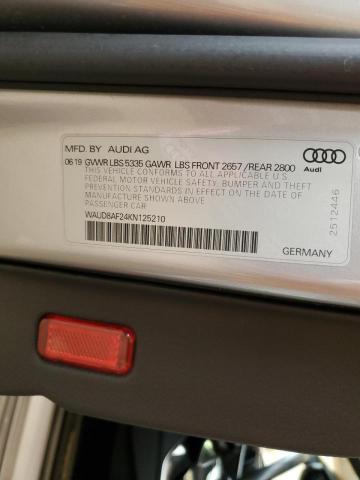 MFD. BY AUDI AG
06 19 GVWR LBS 5335 GAWR LBS FRONT 2657 /REAR 2800
THIS VEHICLE CONFORMS TO ALL APPLICABLE U.S.
FEDERAL MOTOR VEHICLE SAFETY, BUMPER AND THEFT
PREVENTION STANDARDS IN EFFECT ON THE DATE OF
MANUFACTURE SHOWN ABOVE
PASSENGER CAR
WAUD8AF24KN125210
Audi
2512446
GERMANY